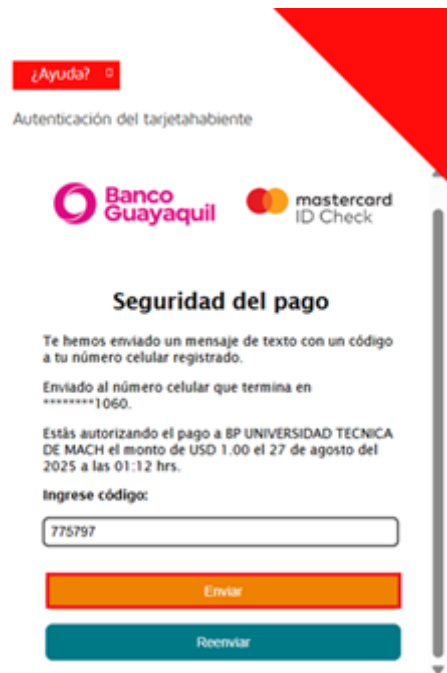 ¿Ayuda?
Autenticación del tarjetahabiente
Banco
Guayaquil
mastercard
ID Check
Seguridad del pago
Te hemos enviado un mensaje de texto con un código
a tu número celular registrado.
Enviado al número celular que termina en
********1060.
Estàs autorizando el pago a BP UNIVERSIDAD TECNICA
DE MACH el monto de USD 1.00 el 27 de agosto del
2025 a las 01:12 hrs.
Ingrese código:
775797
Enviar
Reenviar